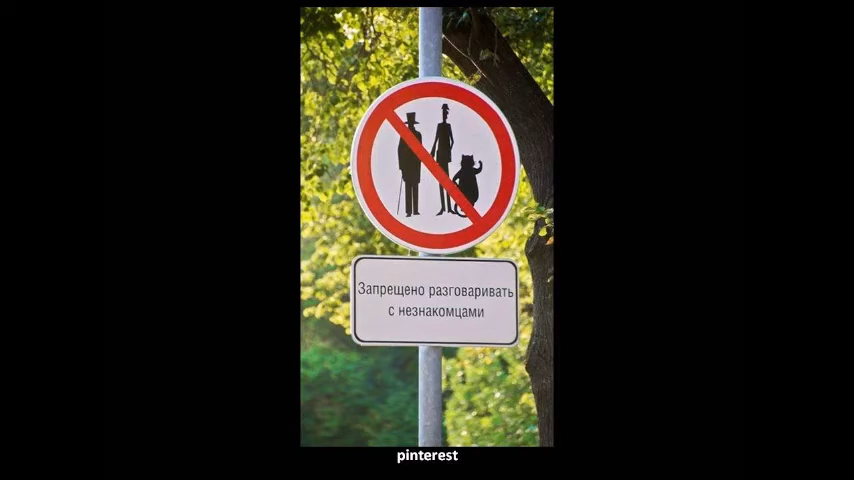 Запрещено разговаривать
с незнакомцами
pinterest